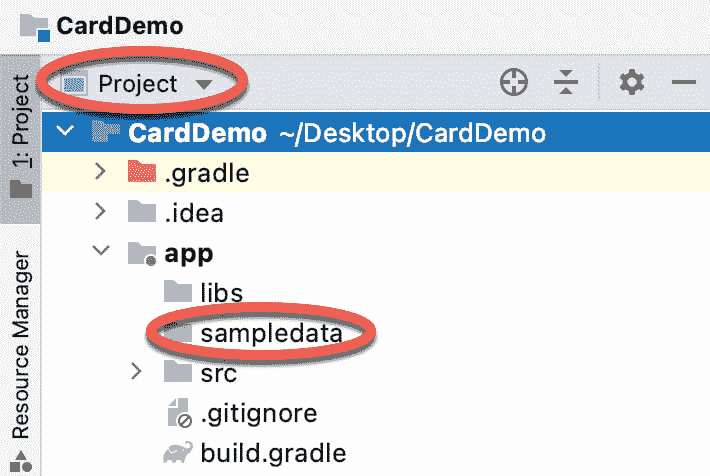 CardDemo
1: Project
Project
CardDemo ~/Desktop/CardDemo
.gradle
.idea
app
libs
sampledata
src
.gitignore
build.gradle
Resource Manager